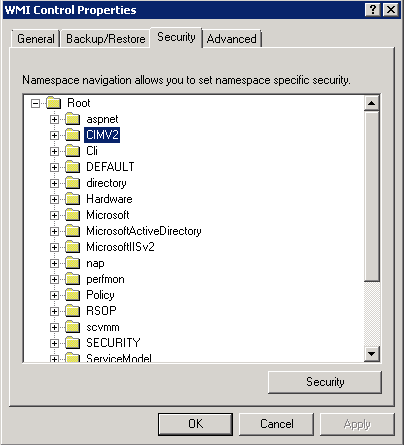 WMI Control Properties
General Backup/Restore Security Advanced
Namespace navigation allows you to set namespace specific security.
Root
aspnet
CIMV2
Cli
DEFAULT
directory
Hardware
Microsoft
MicrosoftActiveDirectory
MicrosoftIISv2
nap
perfmon
Policy
RSOP
scvmm
SECURITY
ServiceModel
Security
OK Cancel Apply